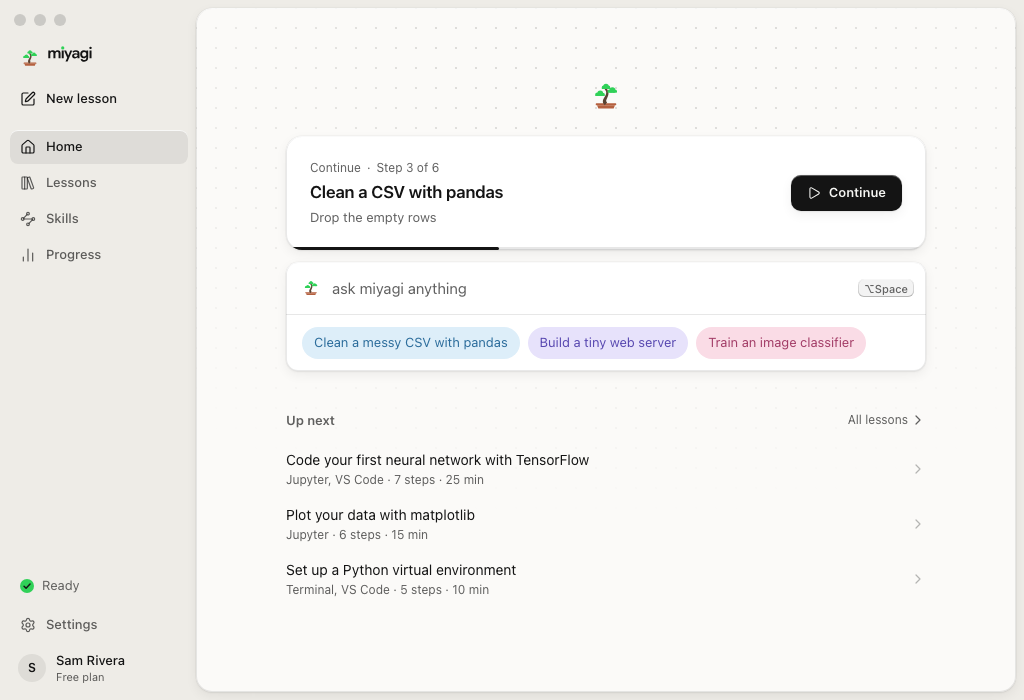 miyagi
New lesson
Home
Lessons
Skills
Progress
Ready
Settings
S
Sam Rivera
Free plan
Continue · Step 3 of 6
Clean a CSV with pandas
Drop the empty rows
Continue
ask miyagi anything
⌥Space
Clean a messy CSV with pandas
Build a tiny web server
Train an image classifier
Up next
All lessons
Code your first neural network with TensorFlow
Jupyter, VS Code · 7 steps · 25 min
Plot your data with matplotlib
Jupyter · 6 steps · 15 min
Set up a Python virtual environment
Terminal, VS Code · 5 steps · 10 min